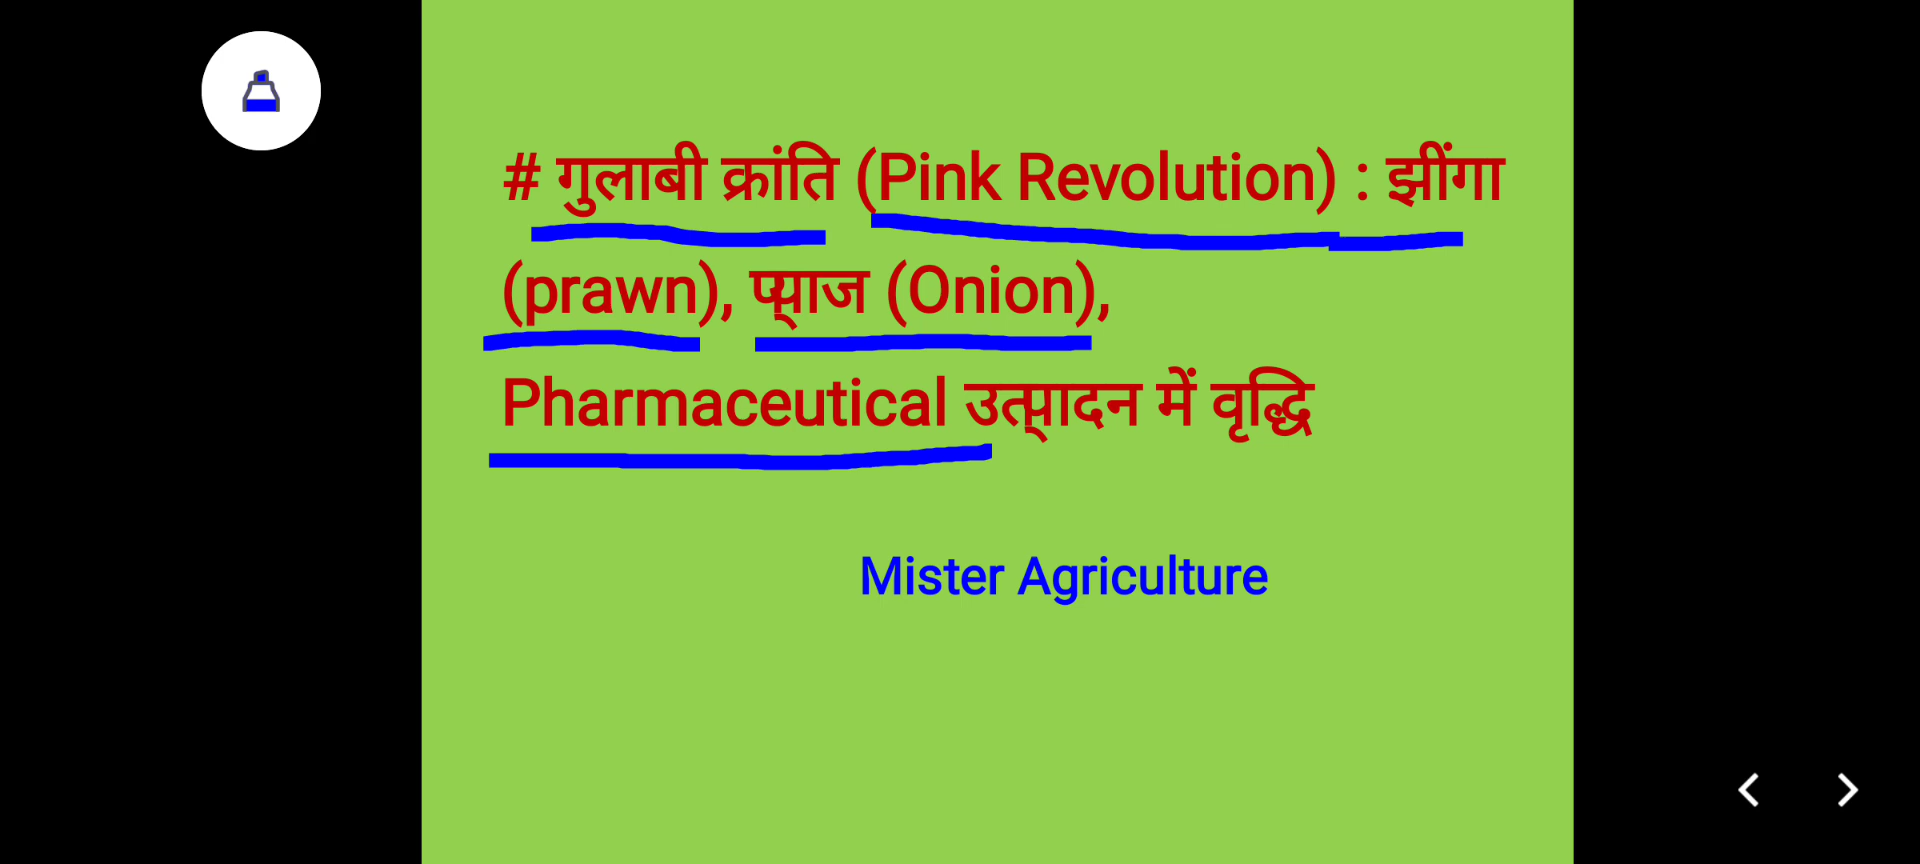 # गुलाबी क्रांति (Pink Revolution) : झींगा
(prawn), प्याज (Onion),
Pharmaceutical उत्पादन में वृद्धि
Mister Agriculture